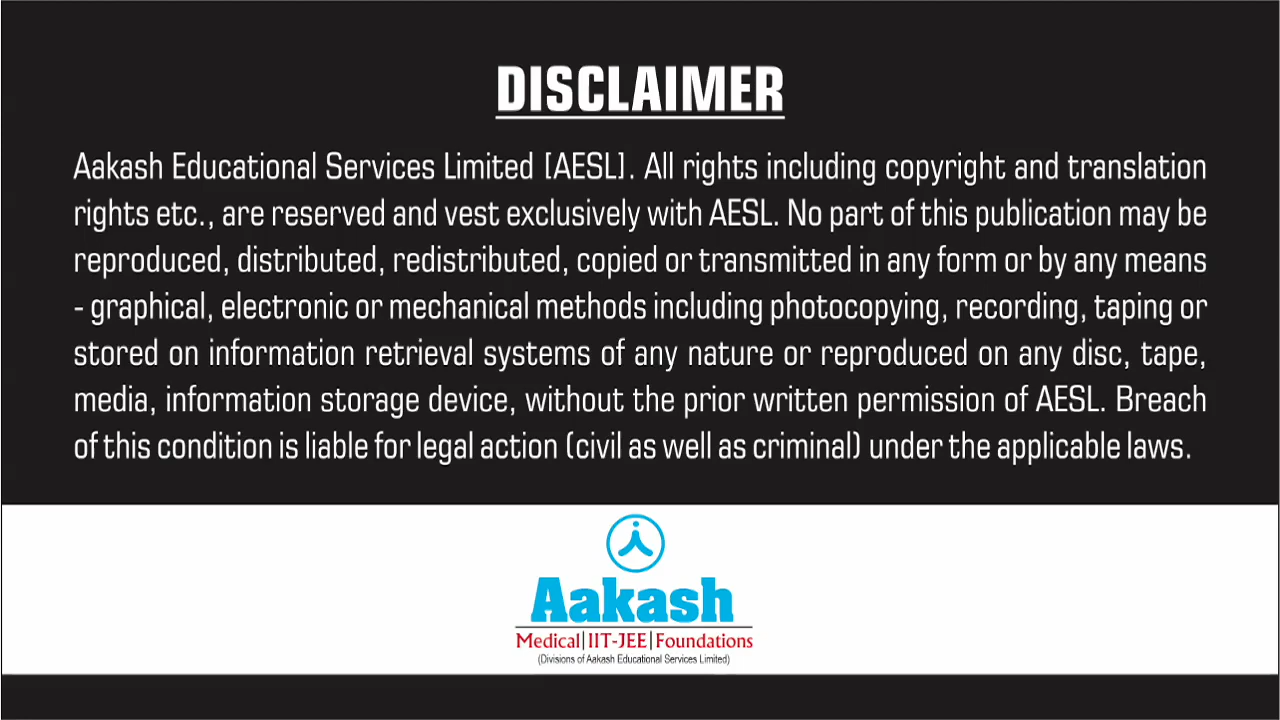 DISCLAIMER
Aakash Educational Services Limited [AESL]. All rights including copyright and translation
rights etc., are reserved and vest exclusively with AESL. No part of this publication may be
reproduced, distributed, redistributed, copied or transmitted in any form or by any means
- graphical, electronic or mechanical methods including photocopying, recording, taping or
stored on information retrieval systems of any nature or reproduced on any disc, tape,
media, information storage device, without the prior written permission of AESL. Breach
of this condition is liable for legal action (civil as well as criminal) under the applicable laws.
Aakash
Medical|IIT-JEE|Foundations
(Divisions of Aakash Educational Services Limited)